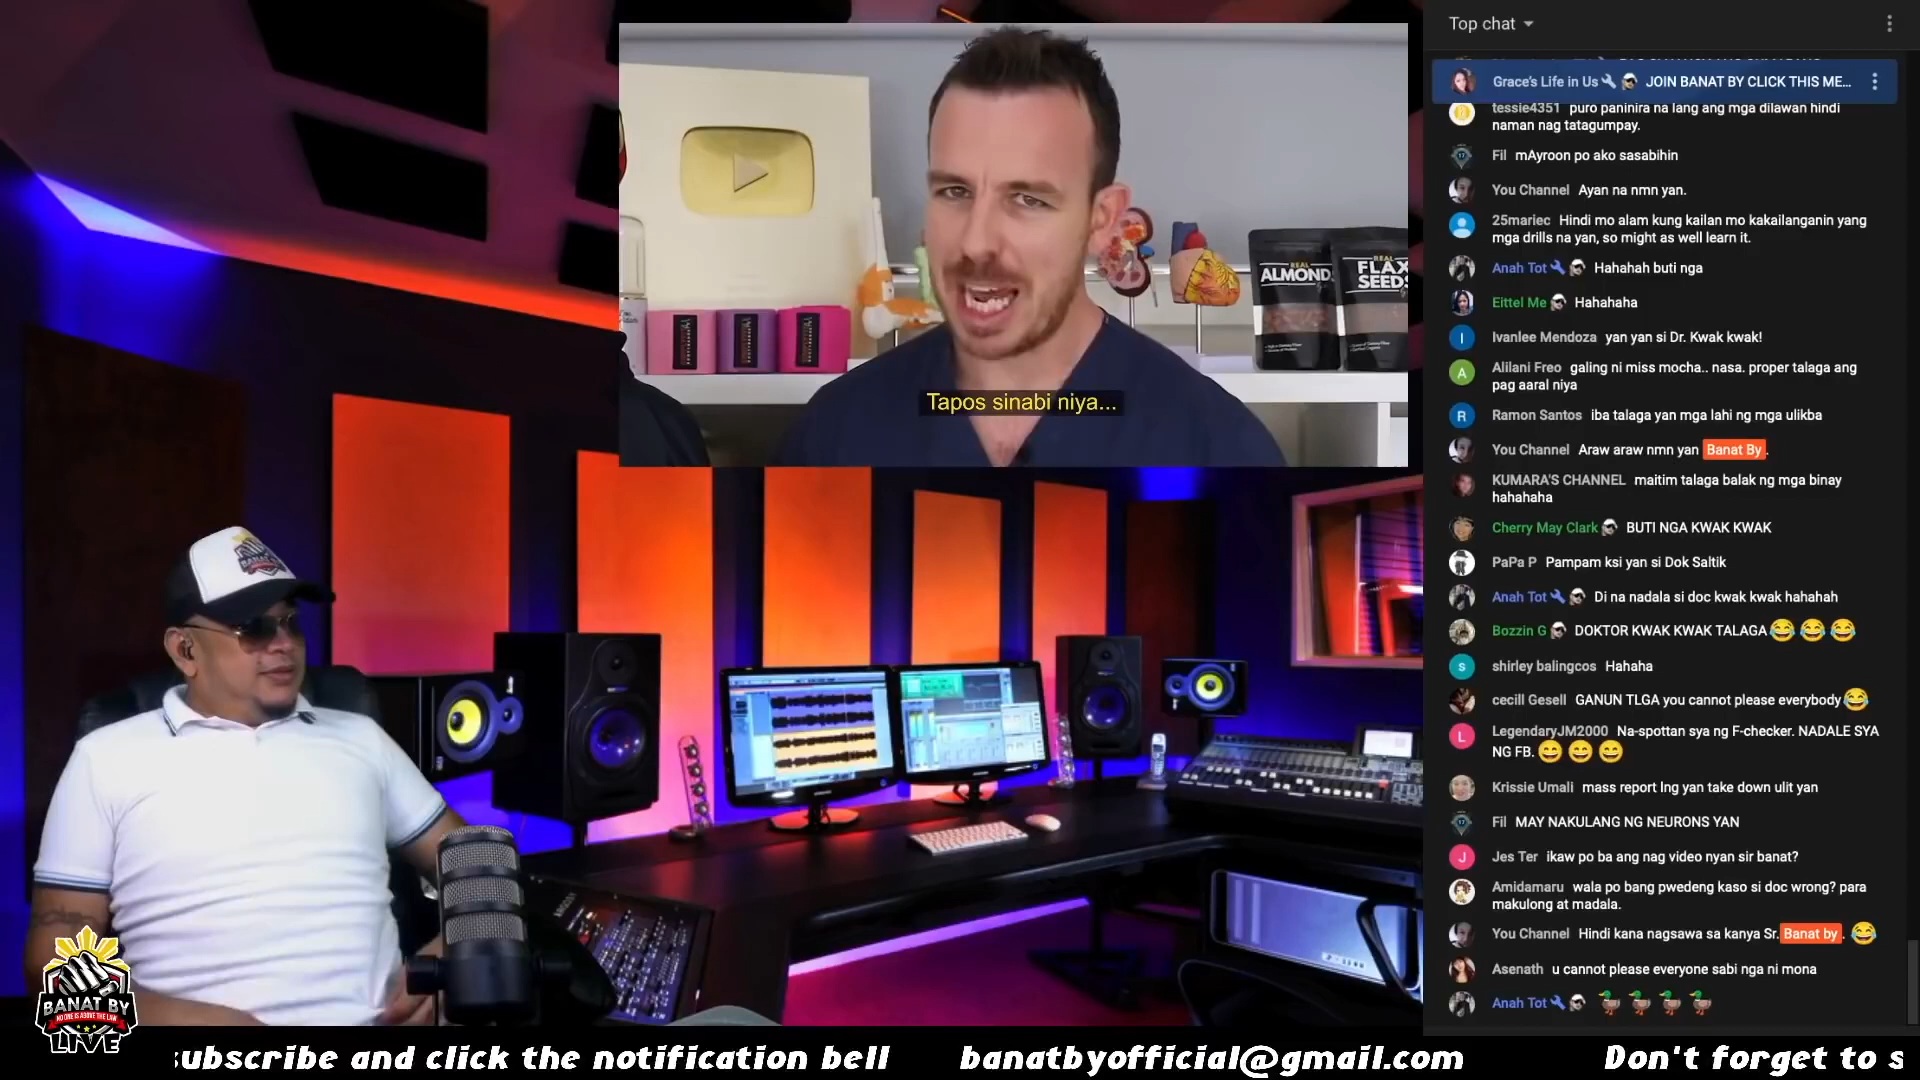 REAL
ALMOND
REAL
FLAX
SEEDS
Tapos sinabi niya...
BANAT BY
NO ONE IS ABOVE THE LAW
LIVE
ubscribe and click the notification bell
banatbyofficial@gmail.com
Don't forget to s
Top chat
Grace's Life in Us JOIN BANAT BY CLICK THIS ME...
tessie4351 puro paninira na lang ang mga dilawan hindi
naman nag tatagumpay.
Fil mAyroon po ako sasabihin
You Channel Ayan na nmn yan.
25mariec Hindi mo alam kung kailan mo kakailanganin yang
mga drills na yan, so might as well learn it.
Anah Tot Hahahah buti nga
Eittel Me Hahahaha
Ivanlee Mendoza yan yan si Dr. Kwak kwak!
Alilani Freo galing ni miss mocha.. nasa. proper talaga ang
pag aaral niya
Ramon Santos iba talaga yan mga lahi ng mga ulikba
You Channel Araw araw nmn yan Banat By.
KUMARA'S CHANNEL maitim talaga balak ng mga binay
hahahaha
Cherry May Clark BUTI NGA KWAK KWAK
PaPa P Pampam ksi yan si Dok Saltik
Anah Tot Di na nadala si doc kwak kwak hahahah
Bozzin G DOKTOR KWAK KWAK TALAGA😂😂😂
shirley balingcos Hahaha
cecill Gesell GANUN TLGA you cannot please everybody😂
LegendaryJM2000 Na-spottan sya ng F-checker. NADALE SYA
NG FB. 😄 😄 😄
Krissie Umali mass report lng yan take down ulit yan
Fil MAY NAKULANG NG NEURONS YAN
Jes Ter ikaw po ba ang nag video nyan sir banat?
Amidamaru wala po bang pwedeng kaso si doc wrong? para
makulong at madala.
You Channel Hindi kana nagsawa sa kanya Sr. Banat by. 😂
Asenath u cannot please everyone sabi nga ni mona
Anah Tot 🦆 🦆 🦆 🦆